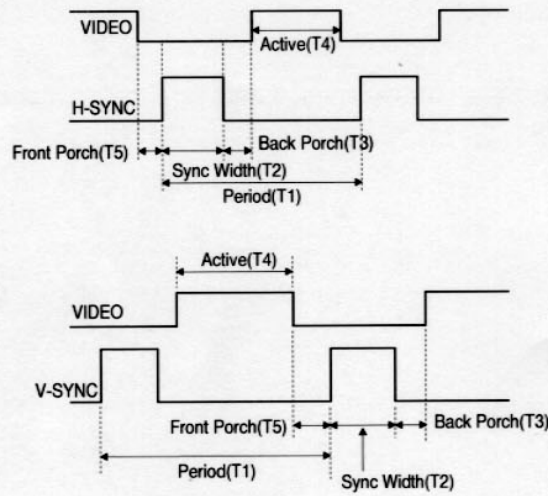 VIDEO
Active(T4)
H-SYNC
Front Porch(T5)
Back Porch(T3)
Sync Width(T2)
Period(T1)
Active(T4)
VIDEO
V-SYNC
Front Porch(T5)
Back Porch(T3)
Period(T1)
Sync Width(T2)